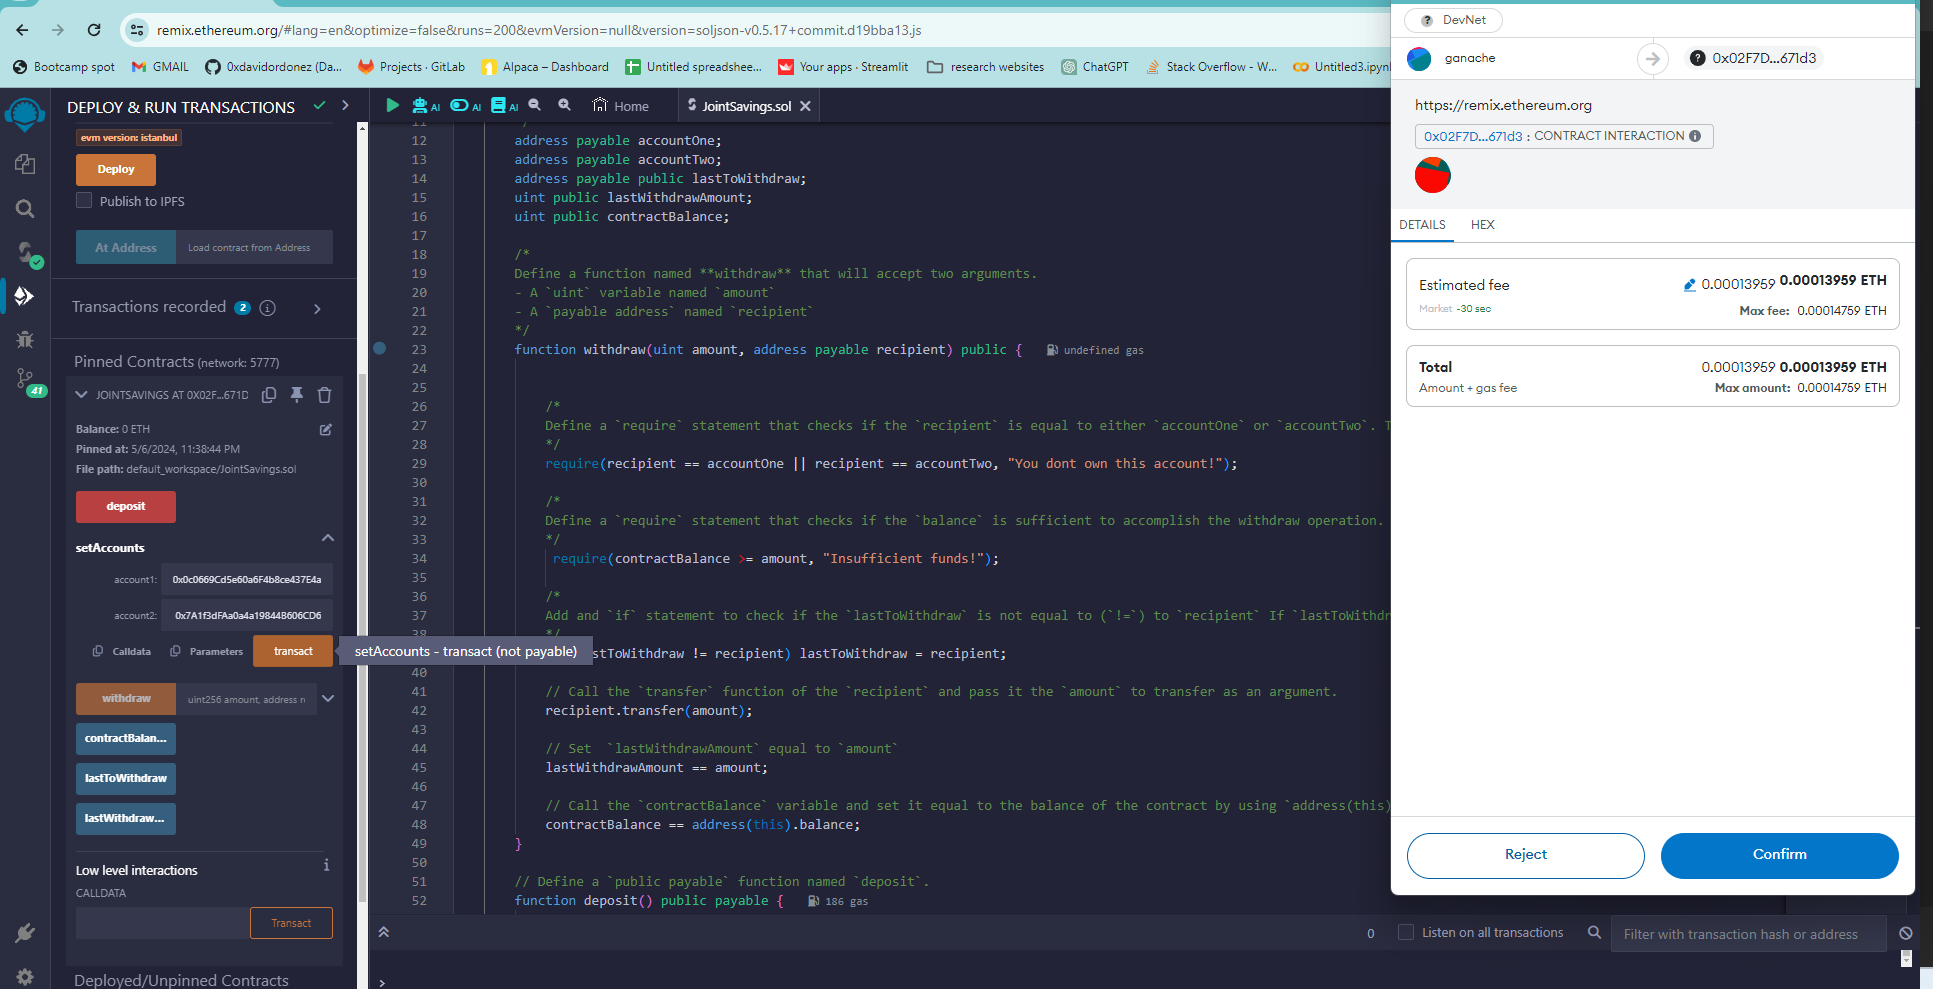 remix.ethereum.org/#lang=en&optimize=false&runs=200&evmVersion=null&version=soljson-v0.5.17+commit.d19bba13.js
Bootcamp spot
GMAIL
0xdavidordonez (Da...
Projects · GitLab
Alpaca – Dashboard
Untitled spreadshee...
Your apps · Streamlit
research websites
ChatGPT
Stack Overflow - W...
Untitled3.ipynb
DEPLOY & RUN TRANSACTIONS
evm version: istanbul
Deploy
Publish to IPFS
At Address
Load contract from Address
Transactions recorded 2 i
Pinned Contracts (network: 5777)
JOINTSAVINGS AT 0X02F...671D
Balance: 0 ETH
Pinned at: 5/6/2024, 11:38:44 PM
File path: default_workspace/JointSavings.sol
deposit
setAccounts
account1: 0x0c0669Cd5e60a6F4b8ce437E4a
account2: 0x7A1f3dFAa0a4a19844B606CD6
Calldata
Parameters
transact
setAccounts - transact (not payable)
withdraw
uint256 amount, address r
contractBalan...
lastToWithdraw
lastWithdraw...
Low level interactions
i
CALLDATA
Transact
Deployed/Unpinned Contracts
41
AI
AI
AI
Home
JointSavings.sol
11 */
12 address payable accountOne;
13 address payable accountTwo;
14 address payable public lastToWithdraw;
15 uint public lastWithdrawAmount;
16 uint public contractBalance;
17
18 /*
19 Define a function named **withdraw** that will accept two arguments.
20 - A `uint` variable named `amount`
21 - A `payable address` named `recipient`
22 */
23 function withdraw(uint amount, address payable recipient) public { undefined gas
24
25
26 /*
27 Define a `require` statement that checks if the `recipient` is equal to either `accountOne` or `accountTwo`. T
28 */
29 require(recipient == accountOne || recipient == accountTwo, "You dont own this account!");
30
31 /*
32 Define a `require` statement that checks if the `balance` is sufficient to accomplish the withdraw operation.
33 */
34 require(contractBalance >= amount, "Insufficient funds!");
35
36 /*
37 Add and `if` statement to check if the `lastToWithdraw` is not equal to (`!=`) to `recipient` If `lastToWithdr
38 */
stToWithdraw != recipient) lastToWithdraw = recipient;
40
41 // Call the `transfer` function of the `recipient` and pass it the `amount` to transfer as an argument.
42 recipient.transfer(amount);
43
44 // Set  `lastWithdrawAmount` equal to `amount`
45 lastWithdrawAmount == amount;
46
47 // Call the `contractBalance` variable and set it equal to the balance of the contract by using `address(this)
48 contractBalance == address(this).balance;
49 }
50
51 // Define a `public payable` function named `deposit`.
52 function deposit() public payable { 186 gas
0
Listen on all transactions
Filter with transaction hash or address
>
? DevNet
ganache
? 0x02F7D...671d3
https://remix.ethereum.org
0x02F7D...671d3 : CONTRACT INTERACTION i
DETAILS
HEX
Estimated fee
0.00013959 0.00013959 ETH
Market ~30 sec
Max fee: 0.00014759 ETH
Total
0.00013959 0.00013959 ETH
Amount + gas fee
Max amount: 0.00014759 ETH
Reject
Confirm